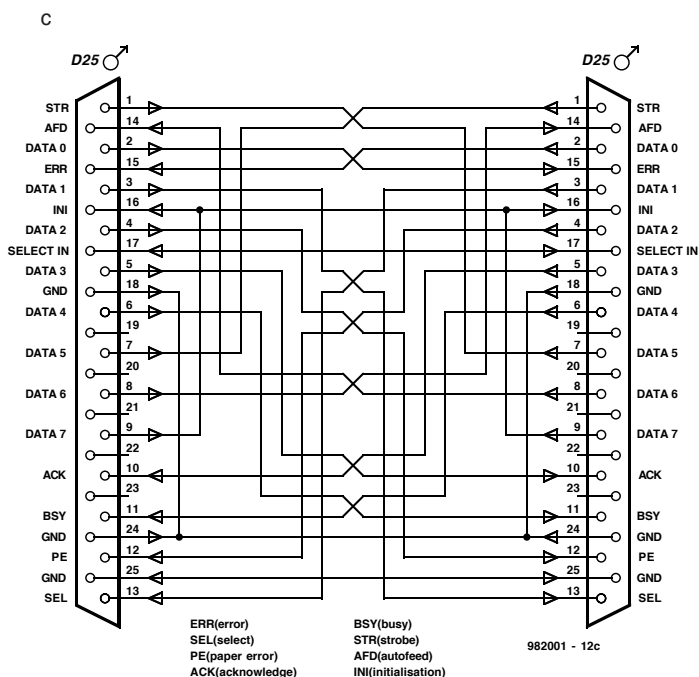 C
D25 D25
STR 1 1 STR
AFD 14 14 AFD
DATA 0 2 2 DATA 0
ERR 15 15 ERR
DATA 1 3 3 DATA 1
INI 16 16 INI
DATA 2 4 4 DATA 2
SELECT IN 17 17 SELECT IN
DATA 3 5 5 DATA 3
GND 18 18 GND
DATA 4 6 6 DATA 4
19 19
DATA 5 7 7 DATA 5
20 20
DATA 6 8 8 DATA 6
21 21
DATA 7 9 9 DATA 7
22 22
ACK 10 10 ACK
23 23
BSY 11 11 BSY
GND 24 24 GND
PE 12 12 PE
GND 25 25 GND
SEL 13 13 SEL
ERR(error) BSY(busy)
SEL(select) STR(strobe)
PE(paper error) AFD(autofeed)
ACK(acknowledge) INI(initialisation)
982001 - 12c